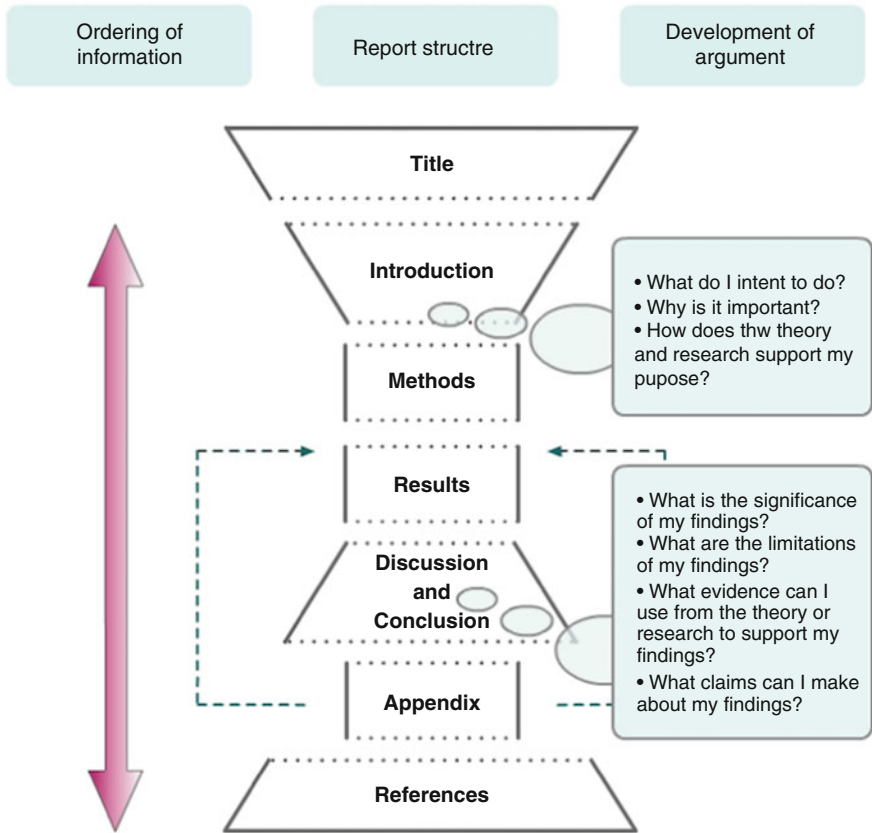 Ordering of
information
Report structre
Development of
argument
Title
Introduction
• What do I intent to do?
• Why is it important?
• How does thw theory
and research support my
pupose?
Methods
Results
Discussion
and
Conclusion
• What is the significance
of my findings?
• What are the limitations
of my findings?
• What evidence can I
use from the theory or
research to support my
findings?
• What claims can I make
about my findings?
Appendix
References